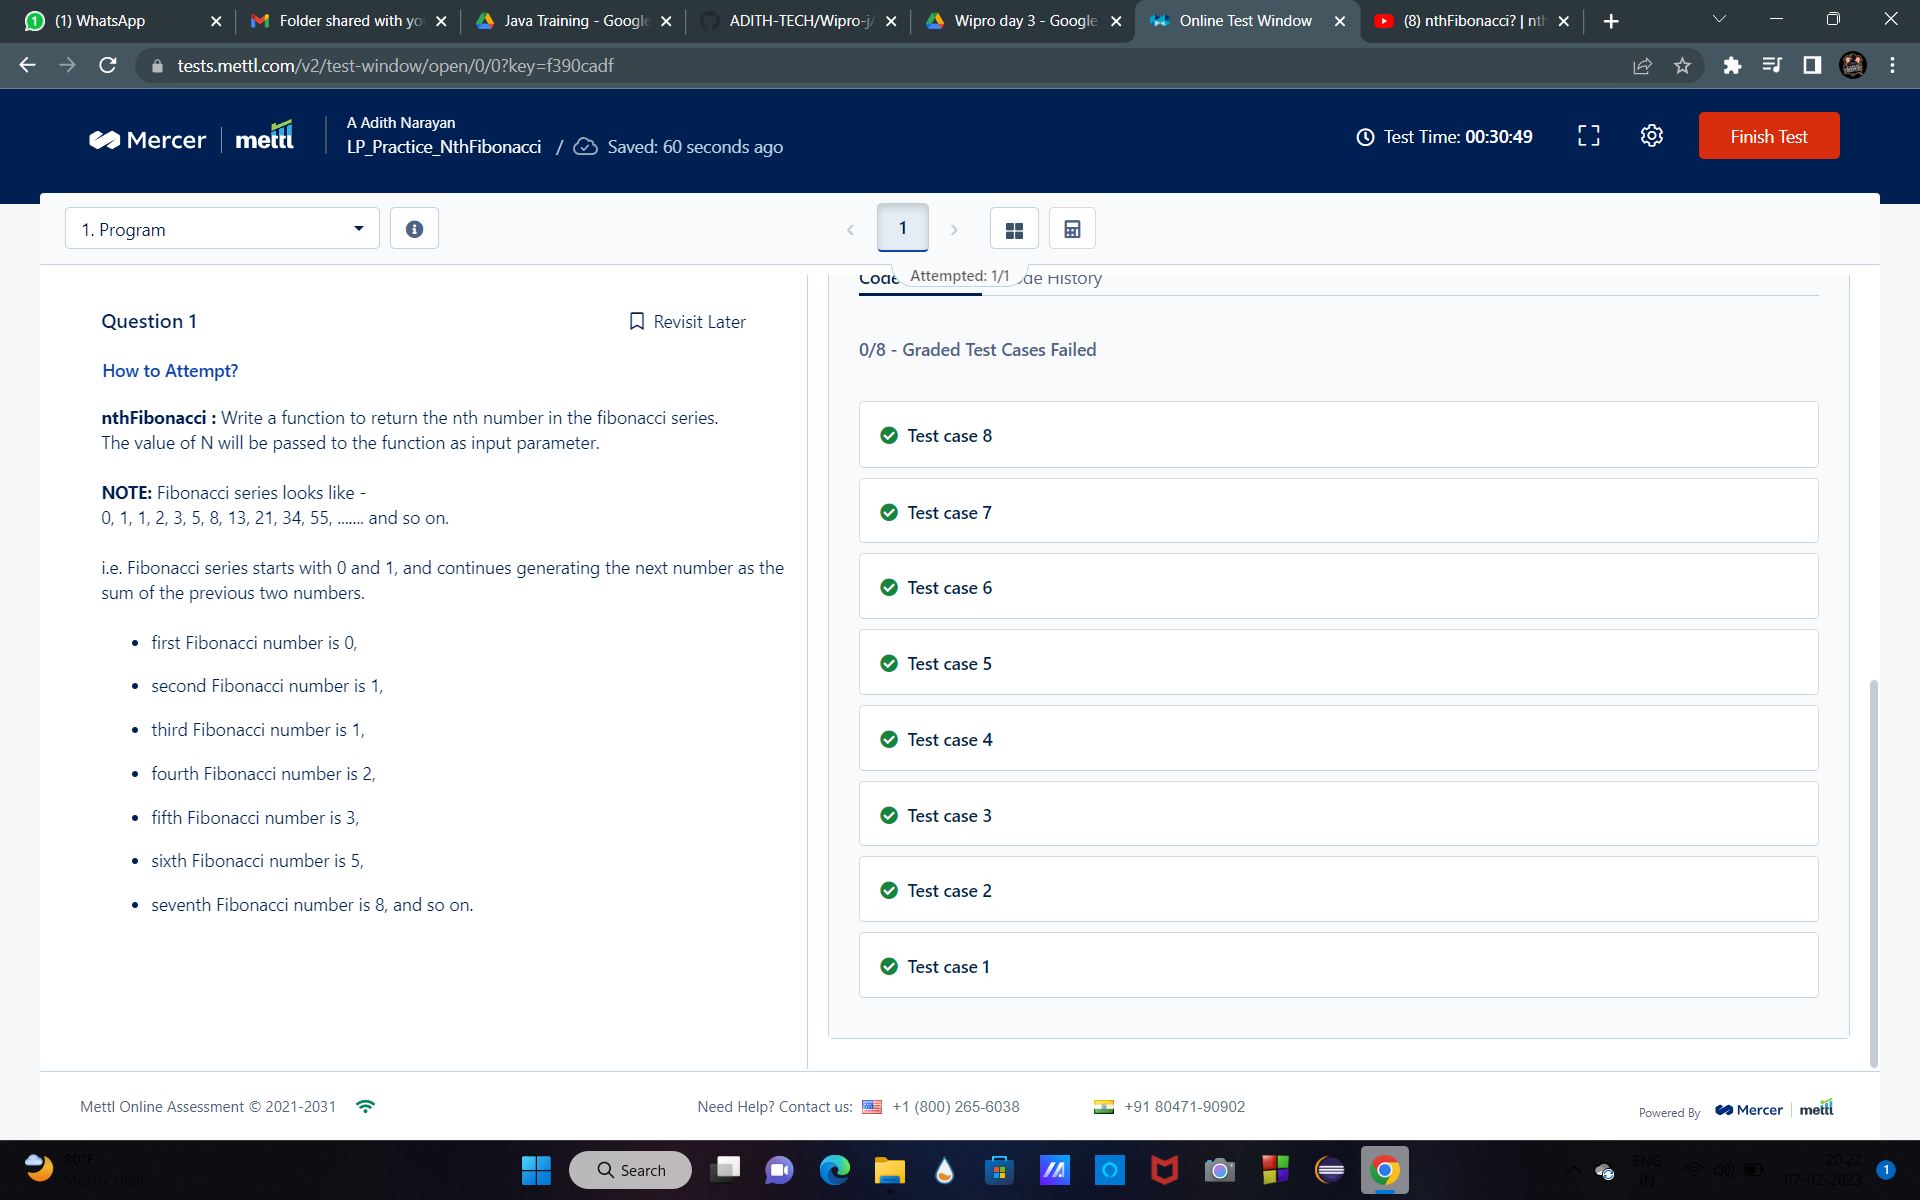 (1) WhatsApp
Folder shared with yo
Java Training - Google
ADITH-TECH/Wipro-jA
Wipro day 3 - Google
Online Test Window
(8) nthFibonacci? | nth
tests.mettl.com/v2/test-window/open/0/0?key=f390cadf
Mercer
mettl
A Adith Narayan
LP_Practice_NthFibonacci / Saved: 60 seconds ago
Test Time: 00:30:49
Finish Test
1. Program
1
Attempted: 1/1
Code
de History
Question 1
Revisit Later
How to Attempt?
nthFibonacci : Write a function to return the nth number in the fibonacci series.
The value of N will be passed to the function as input parameter.
NOTE: Fibonacci series looks like -
0, 1, 1, 2, 3, 5, 8, 13, 21, 34, 55, ....... and so on.
i.e. Fibonacci series starts with 0 and 1, and continues generating the next number as the
sum of the previous two numbers.
• first Fibonacci number is 0,
• second Fibonacci number is 1,
• third Fibonacci number is 1,
• fourth Fibonacci number is 2,
• fifth Fibonacci number is 3,
• sixth Fibonacci number is 5,
• seventh Fibonacci number is 8, and so on.
0/8 - Graded Test Cases Failed
Test case 8
Test case 7
Test case 6
Test case 5
Test case 4
Test case 3
Test case 2
Test case 1
Mettl Online Assessment © 2021-2031
Need Help? Contact us: +1 (800) 265-6038
+91 80471-90902
Powered By Mercer mettl
80°F
Mostly clear
Search
ENG
IN
20:22
07-02-2023
1